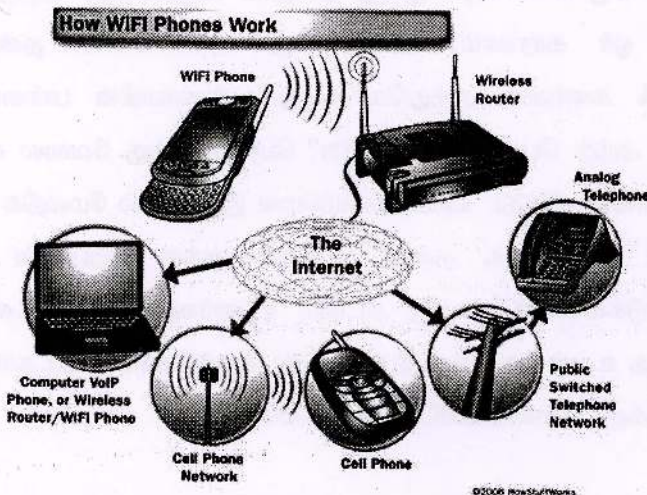 How WiFi Phones Work
WiFi Phone
Wireless
Router
Analog
Telephone
The
Internet
Computer VoIP
Phone, or Wireless
Router/WiFi Phone
Cell Phone
Network
Cell Phone
Public
Switched
Telephone
Network
©2006 HowStuffWorks